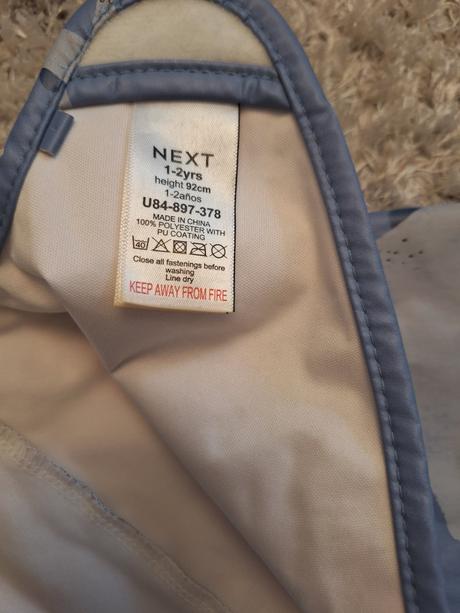 NEXT
1-2yrs
height 92cm
1-2años
U84-897-378
MADE IN CHINA
100% POLYESTER WITH
PU COATING
40
Close all fastenings before
washing
Line dry
KEEP AWAY FROM FIRE